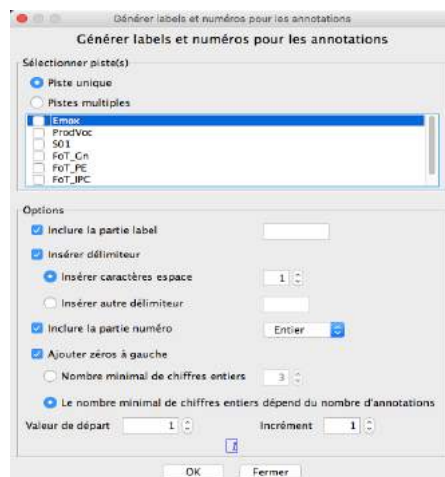 Générer labels et numéros pour les annotations
Générer labels et numéros pour les annotations
Sélectionner piste(s)
Piste unique
Pistes multiples
Emox
ProdVoc
S01
FoT_Gn
FoT_PE
FoT_IPC
Options
Inclure la partie label
Insérer délimiteur
Insérer caractères espace 1
Insérer autre délimiteur
Inclure la partie numéro Entier
Ajouter zéros à gauche
Nombre minimal de chiffres entiers 3
Le nombre minimal de chiffres entiers dépend du nombre d'annotations
Valeur de départ 1 Incrément 1
OK Fermer